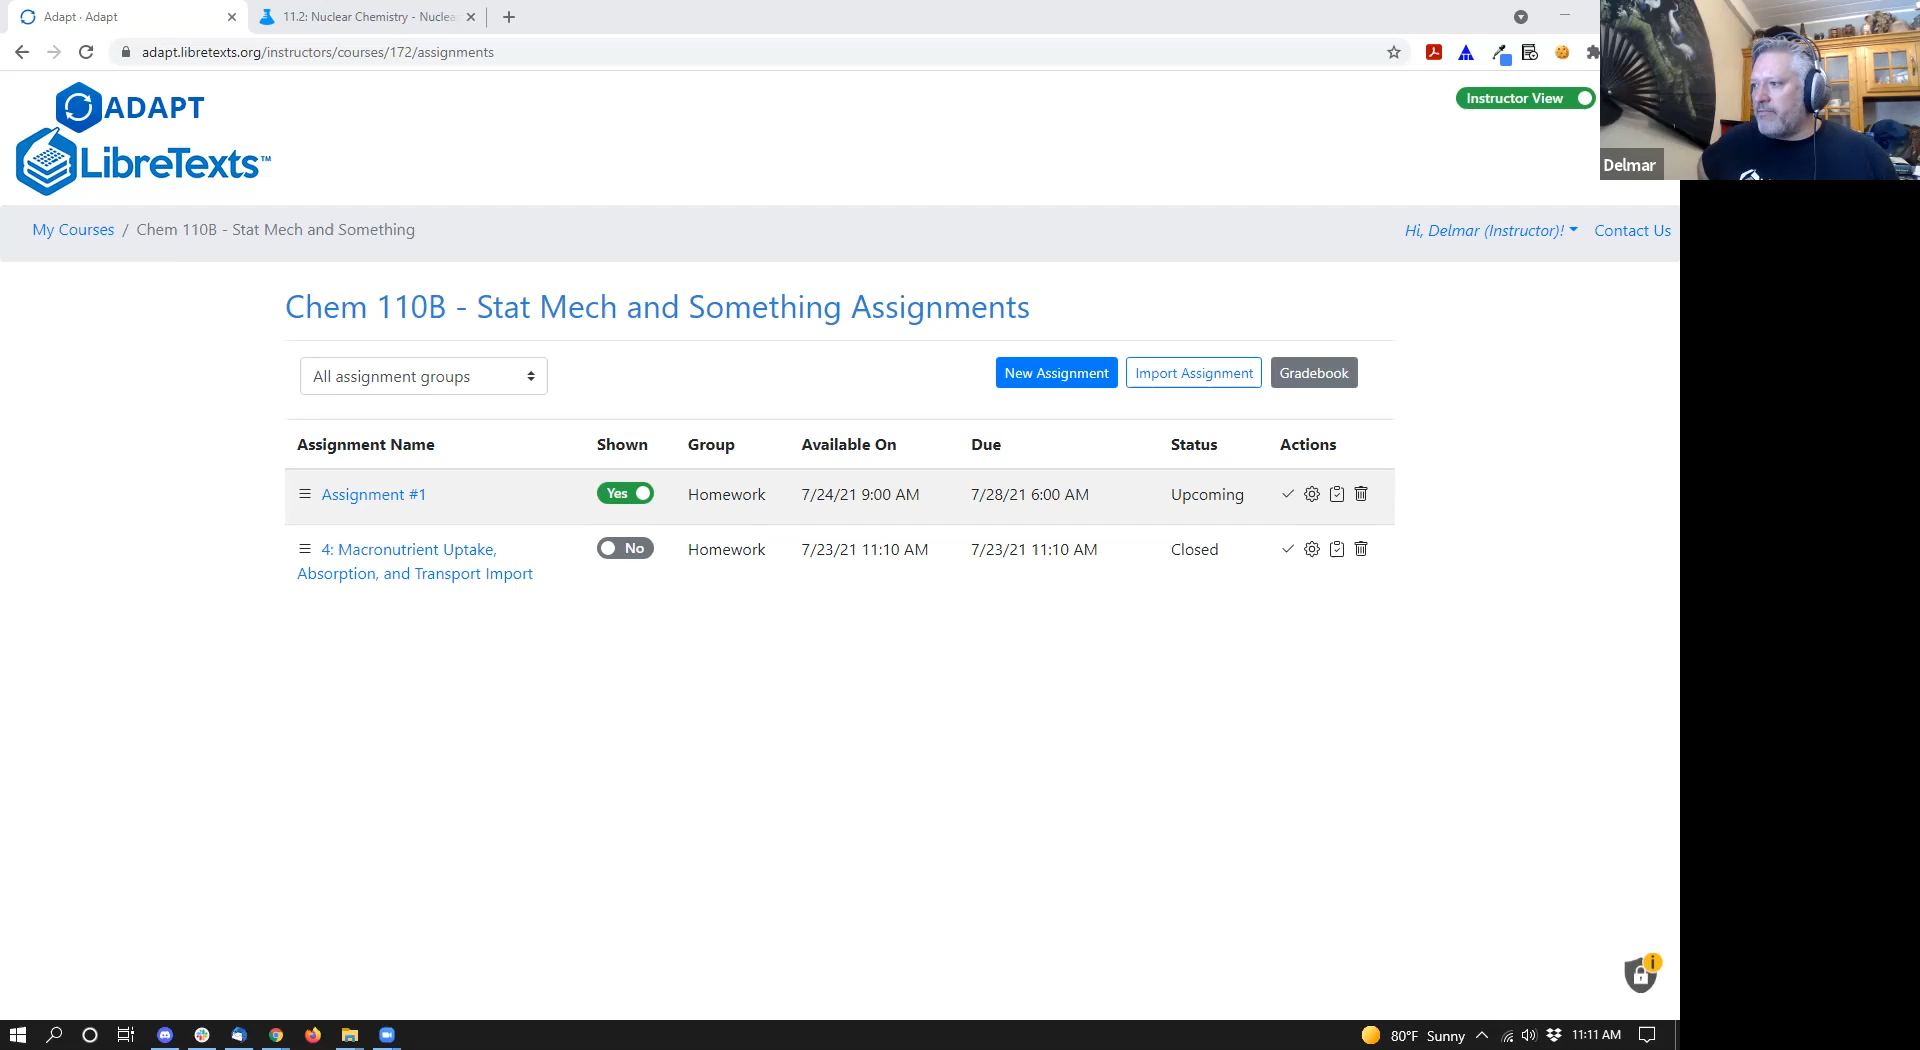 Adapt · Adapt
11.2: Nuclear Chemistry - Nuclea
adapt.libretexts.org/instructors/courses/172/assignments
ADAPT
LibreTexts™
Instructor View
Delmar
My Courses / Chem 110B - Stat Mech and Something
Hi, Delmar (Instructor)!
Contact Us
Chem 110B - Stat Mech and Something Assignments
All assignment groups
New Assignment
Import Assignment
Gradebook
Assignment Name Shown Group Available On Due Status Actions
Assignment #1 Yes Homework 7/24/21 9:00 AM 7/28/21 6:00 AM Upcoming
4: Macronutrient Uptake, No Homework 7/23/21 11:10 AM 7/23/21 11:10 AM Closed
Absorption, and Transport Import
80°F Sunny
11:11 AM